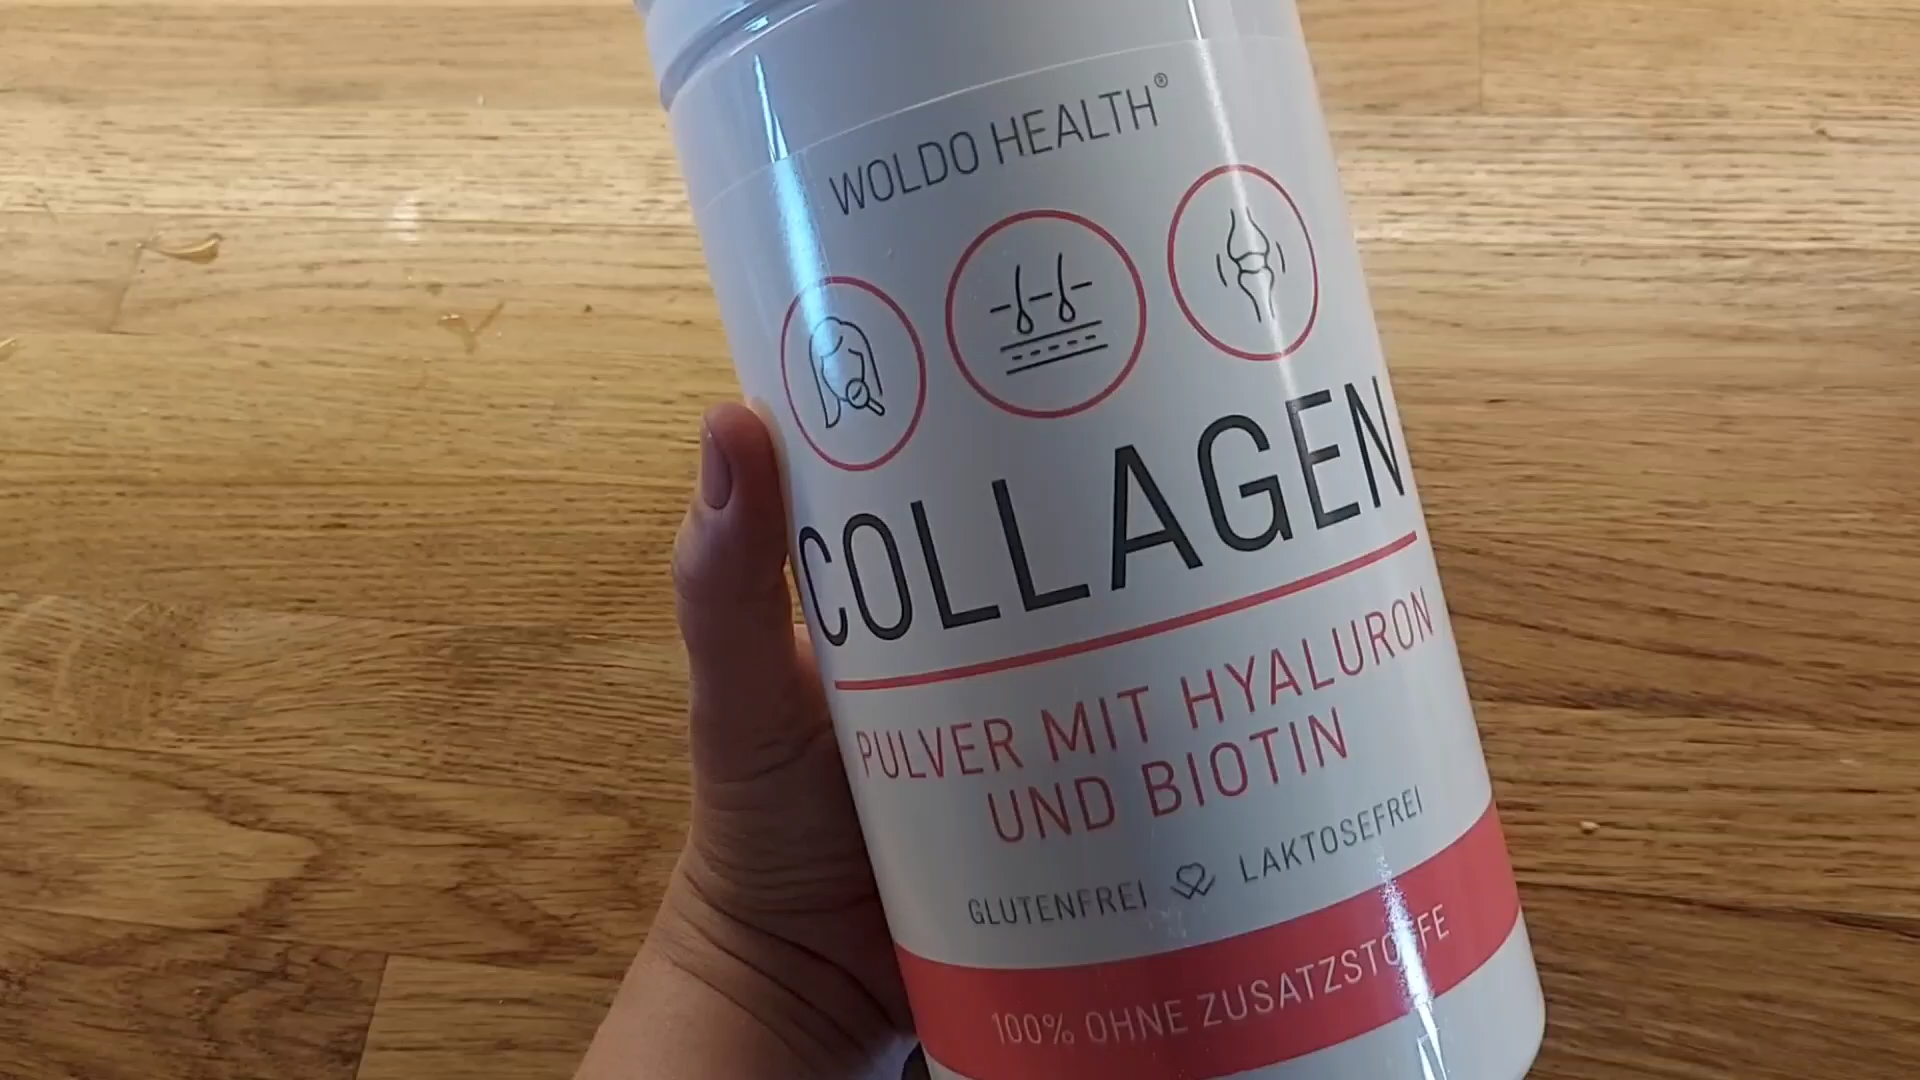 WOLDO HEALTH®
COLLAGEN
PULVER MIT HYALURON
UND BIOTIN
GLUTENFREI LAKTOSEFREI
100% OHNE ZUSATZSTOFFE